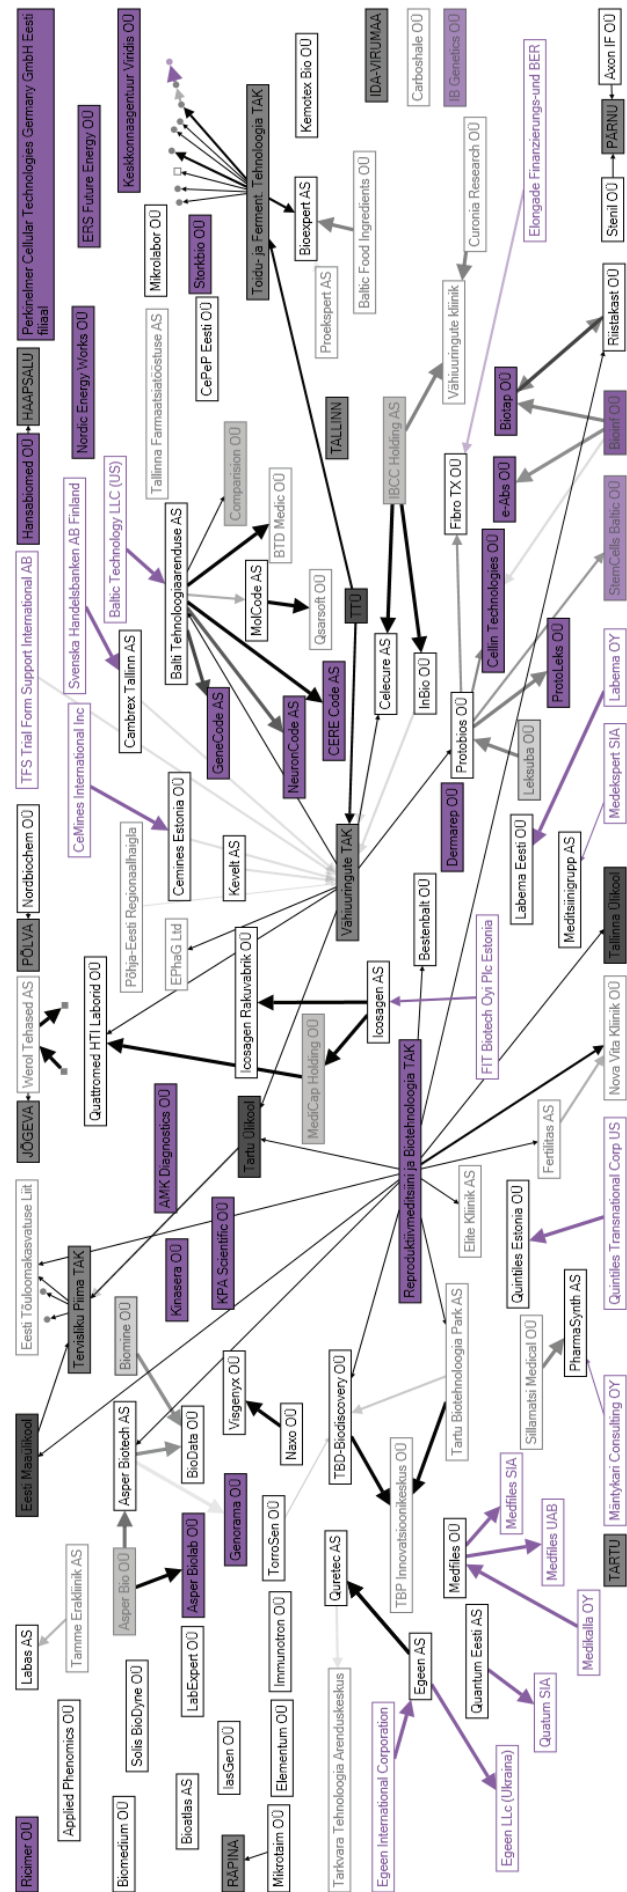 Ricimer OÜ
Applied Phenomics OÜ
Labas AS
Tamme Erakliinik AS
Eesti Maaülikool
Eesti Tõuloomakasvatuse Liit
JÕGEVA
Werol Tehased AS
PÕLVA
Nordbiochem OÜ
TFS Trial Form Support International AB
Hansabiomed OÜ
HAAPSALU
Perkinelmer Cellular Technologies Germany GmbH Eesti
filiaal
Svenska Handelsbanken AB Finland
Nordic Energy Works OÜ
ERS Future Energy OÜ
Baltic Technology LLC (US)
Keskkonnaagentuur Viridis OÜ
CeMines International Inc
Cambrex Tallinn AS
Tallinna Farmaatsiatööstuse AS
Mikrolabor OÜ
Biomedium OÜ
Solis BioDyne OÜ
Asper Bio OÜ
Asper Biotech AS
Biomine OÜ
Tervisliku Piima TAK
Quattromed HTI Laborid OÜ
Põhja-Eesti Regionaalhaigla
Cemines Estonia OÜ
Balti Tehnoloogiaarenduse AS
Storkbio OÜ
CePeP Eesti OÜ
Bioatlas AS
LabExpert OÜ
Asper Biolab OÜ
BioData OÜ
Kinasera OÜ
AMK Diagnostics OÜ
EPhaG Ltd
Kevelt AS
GeneCode AS
Comparision OÜ
Toidu- ja Ferment. Tehnoloogia TAK
IasGen OÜ
Genorama OÜ
Visgenyx OÜ
KPA Scientific OÜ
Tartu Ülikool
Icosagen Rakuvabrik OÜ
MolCode AS
BTD Medic OÜ
RÄPINA
Mikrotaim OÜ
Elementum OÜ
Immunotron OÜ
TorroSen OÜ
Naxo OÜ
MediCap Holding OÜ
NeuronCode AS
Qsarsoft OÜ
Bioexpert AS
Kemotex Bio OÜ
CERE Code AS
TALLINN
Proekspert AS
Tarkvara Tehnoloogia Arenduskeskus
Quretec AS
TBD-Biodiscovery OÜ
Vähiuuringute TAK
TTÜ
Baltic Food Ingredients OÜ
IDA-VIRUMAA
Egeen International Corporation
Egeen AS
TBP Innovatsioonikeskus OÜ
Tartu Biotehnoloogia Park AS
Reproduktiivmeditsiini ja Biotehnoloogia TAK
Icosagen AS
Celecure AS
IBCC Holding AS
Carboshale OÜ
Bestenbalt OÜ
InBio OÜ
Medfiles OÜ
Elite Kliinik AS
Dermarep OÜ
Protobios OÜ
Fibro TX OÜ
Vähiuuringute kliinik
Curonia Research OÜ
IB Genetics OÜ
Quantum Eesti AS
FIT Biotech Oyi Plc Estonia
Cellin Technologies OÜ
Egeen LLc (Ukraina)
Medfiles SIA
Quintiles Estonia OÜ
Labema Eesti OÜ
Leksuba OÜ
e-Abs OÜ
Biotap OÜ
Elongade Finanzierungs-und BER
Quatum SIA
Medfiles UAB
Sillamatsi Medical OÜ
Fertilitas AS
ProtoLeks OÜ
PharmaSynth AS
Meditsiinigrupp AS
Medikalla OY
TARTU
Mäntykari Consulting OY
Quintiles Transnational Corp US
Nova Vita Kliinik OÜ
Tallinna Ülikool
Medekspert SIA
Labema OY
StemCells Baltic OÜ
Bioinf OÜ
Riistakast OÜ
Stenil OÜ
PÄRNU
Axon IF OÜ